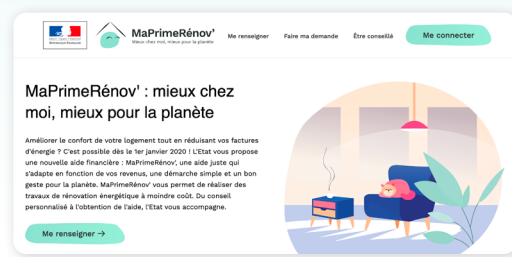 MaPrimeRénov'
Mieux chez moi, mieux pour la planète
Me renseigner
Faire ma demande
Être conseillé
Me connecter
MaPrimeRénov' : mieux chez
moi, mieux pour la planète
Améliorer le confort de votre logement tout en réduisant vos factures
d'énergie ? C'est possible dès le 1er janvier 2020 ! L'Etat vous propose
une nouvelle aide financière : MaPrimeRénov', une aide juste qui
s'adapte en fonction de vos revenus, une démarche simple et un bon
geste pour la planète. MaPrimeRénov' vous permet de réaliser des
travaux de rénovation énergétique à moindre coût. Du conseil
personnalisé à l'obtention de l'aide, l'Etat vous accompagne.
Me renseigner →